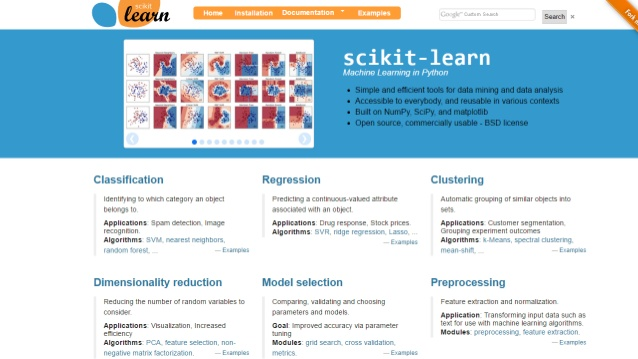 scikit
learn
Home Installation Documentation Examples
Google™ Custom Search
Search ×
scikit-learn
Machine Learning in Python
• Simple and efficient tools for data mining and data analysis
• Accessible to everybody, and reusable in various contexts
• Built on NumPy, SciPy, and matplotlib
• Open source, commercially usable - BSD license
Classification
Identifying to which category an object
belongs to.
Applications: Spam detection, Image
recognition.
Algorithms: SVM, nearest neighbors,
random forest, ... — Examples
Regression
Predicting a continuous-valued attribute
associated with an object.
Applications: Drug response, Stock prices.
Algorithms: SVR, ridge regression, Lasso, ...
— Examples
Clustering
Automatic grouping of similar objects into
sets.
Applications: Customer segmentation,
Grouping experiment outcomes
Algorithms: k-Means, spectral clustering,
mean-shift, ... — Examples
Dimensionality reduction
Reducing the number of random variables to
consider.
Applications: Visualization, Increased
efficiency
Algorithms: PCA, feature selection, non-
negative matrix factorization. — Examples
Model selection
Comparing, validating and choosing
parameters and models.
Goal: Improved accuracy via parameter
tuning
Modules: grid search, cross validation,
metrics. — Examples
Preprocessing
Feature extraction and normalization.
Application: Transforming input data such as
text for use with machine learning algorithms.
Modules: preprocessing, feature extraction.
— Examples